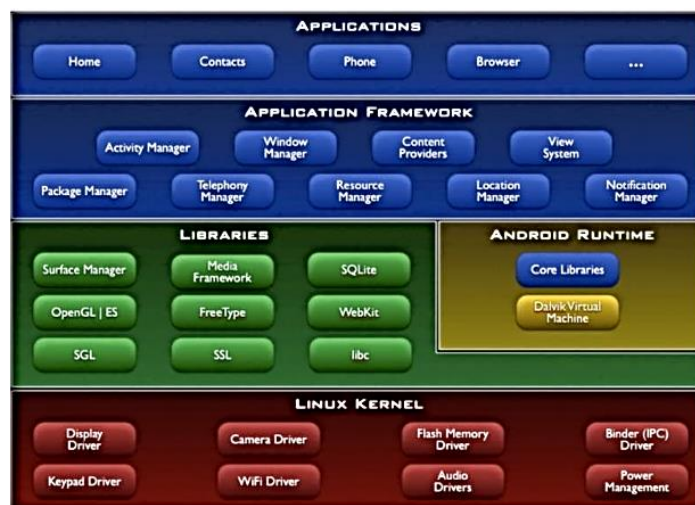 APPLICATIONS
Home
Contacts
Phone
Browser
...
APPLICATION FRAMEWORK
Activity Manager
Window
Manager
Content
Providers
View
System
Package Manager
Telephony
Manager
Resource
Manager
Location
Manager
Notification
Manager
LIBRARIES
Surface Manager
Media
Framework
SQLite
OpenGL | ES
FreeType
WebKit
SGL
SSL
libc
ANDROID RUNTIME
Core Libraries
Dalvik Virtual
Machine
LINUX KERNEL
Display
Driver
Camera Driver
Flash Memory
Driver
Binder (IPC)
Driver
Keypad Driver
WiFi Driver
Audio
Drivers
Power
Management